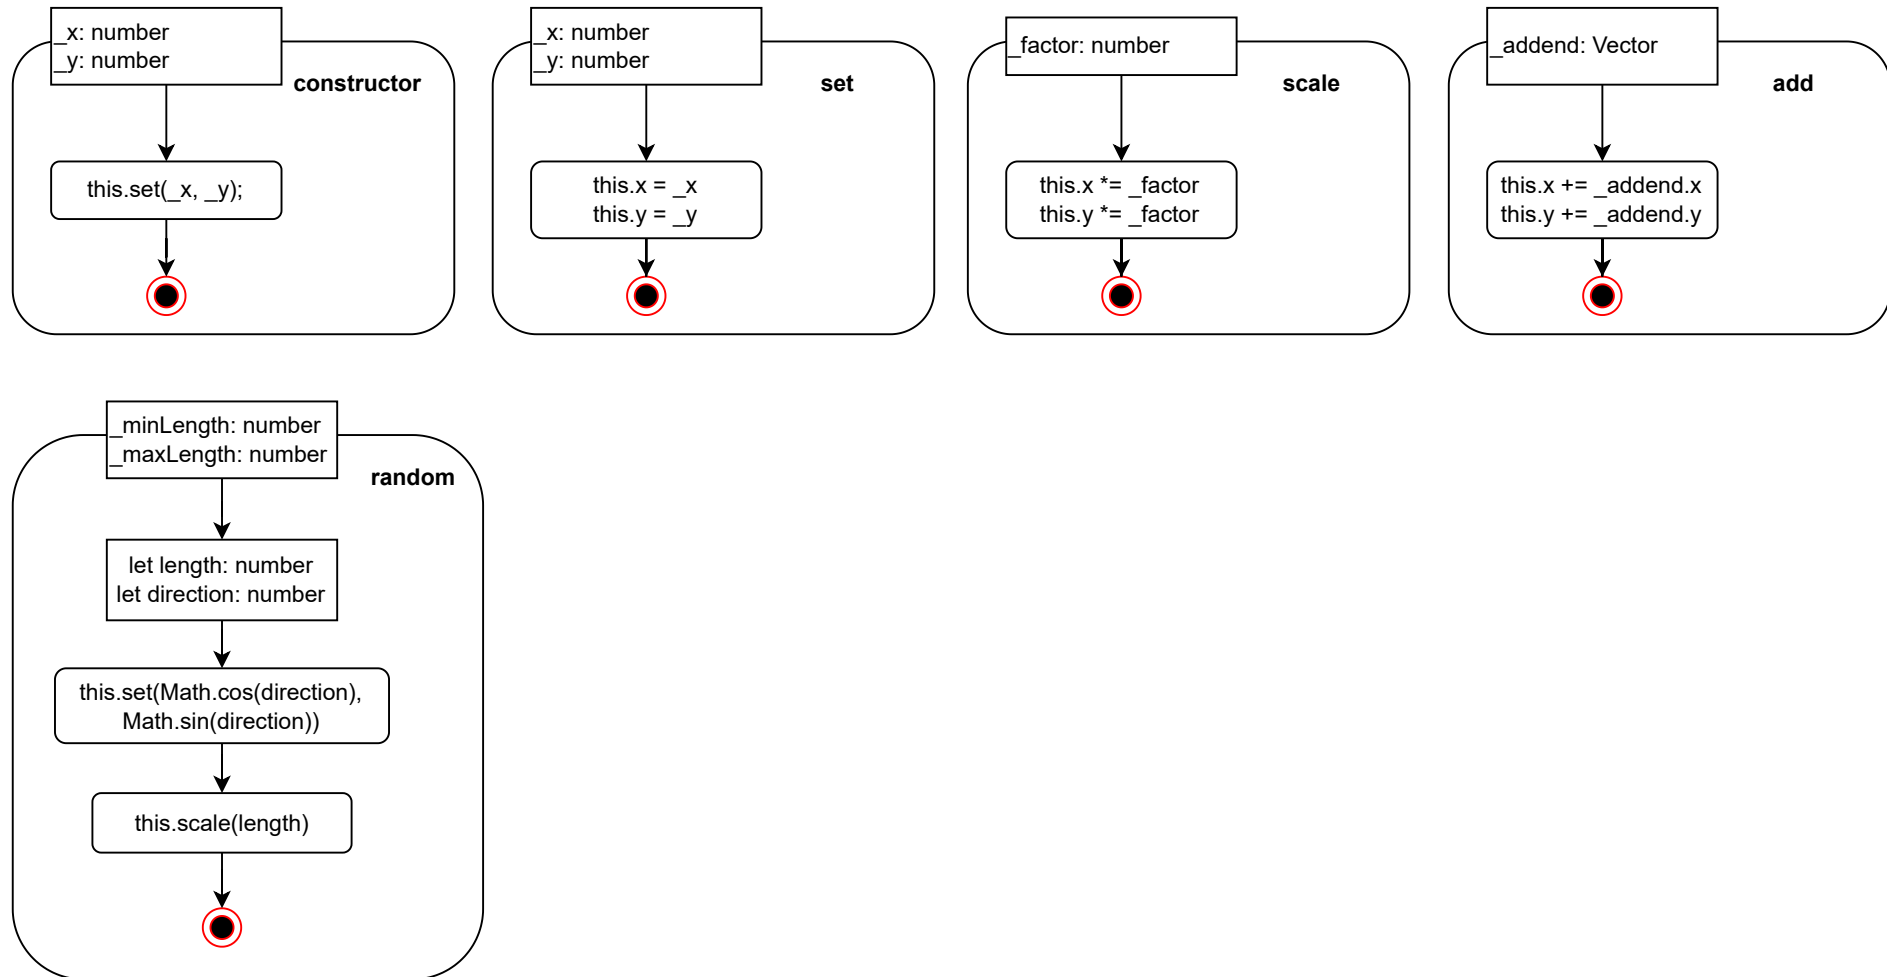 _x: number
_y: number
constructor
this.set(_x, _y);
_x: number
_y: number
set
this.x = _x
this.y = _y
_factor: number
scale
this.x *= _factor
this.y *= _factor
_addend: Vector
add
this.x += _addend.x
this.y += _addend.y
_minLength: number
_maxLength: number
random
let length: number
let direction: number
this.set(Math.cos(direction),
Math.sin(direction))
this.scale(length)